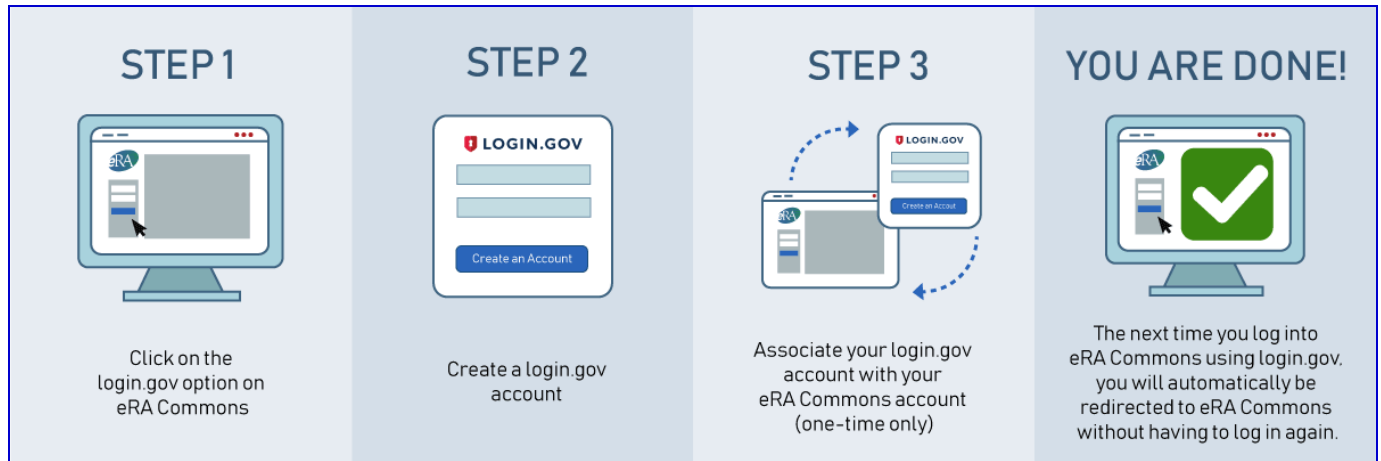 STEP 1
eRA
Click on the
login.gov option on
eRA Commons
STEP 2
LOGIN.GOV
Create an Account
Create a login.gov
account
STEP 3
LOGIN.GOV
Create an Accout
eRA
Associate your login.gov
account with your
eRA Commons account
(one-time only)
YOU ARE DONE!
eRA
The next time you log into
eRA Commons using login.gov,
you will automatically be
redirected to eRA Commons
without having to log in again.